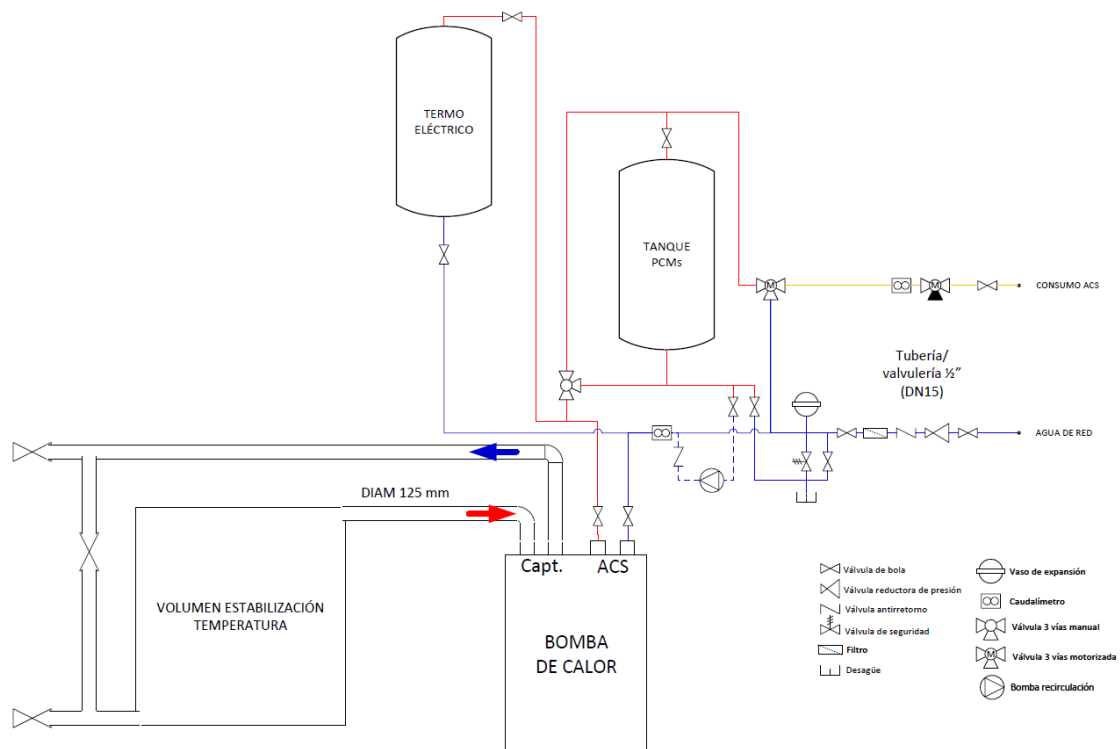 TERMO
ELÉCTRICO
TANQUE
PCMs
M
M
CONSUMO ACS
Tubería/
valvulería ½”
(DN15)
AGUA DE RED
DIAM 125 mm
Capt.
ACS
VOLUMEN ESTABILIZACIÓN
TEMPERATURA
BOMBA
DE CALOR
Válvula de bola
Válvula reductora de presión
Válvula antirretorno
Válvula de seguridad
Filtro
Desagüe
Vaso de expansión
Caudalímetro
Válvula 3 vías manual
M
Válvula 3 vías motorizada
Bomba recirculación